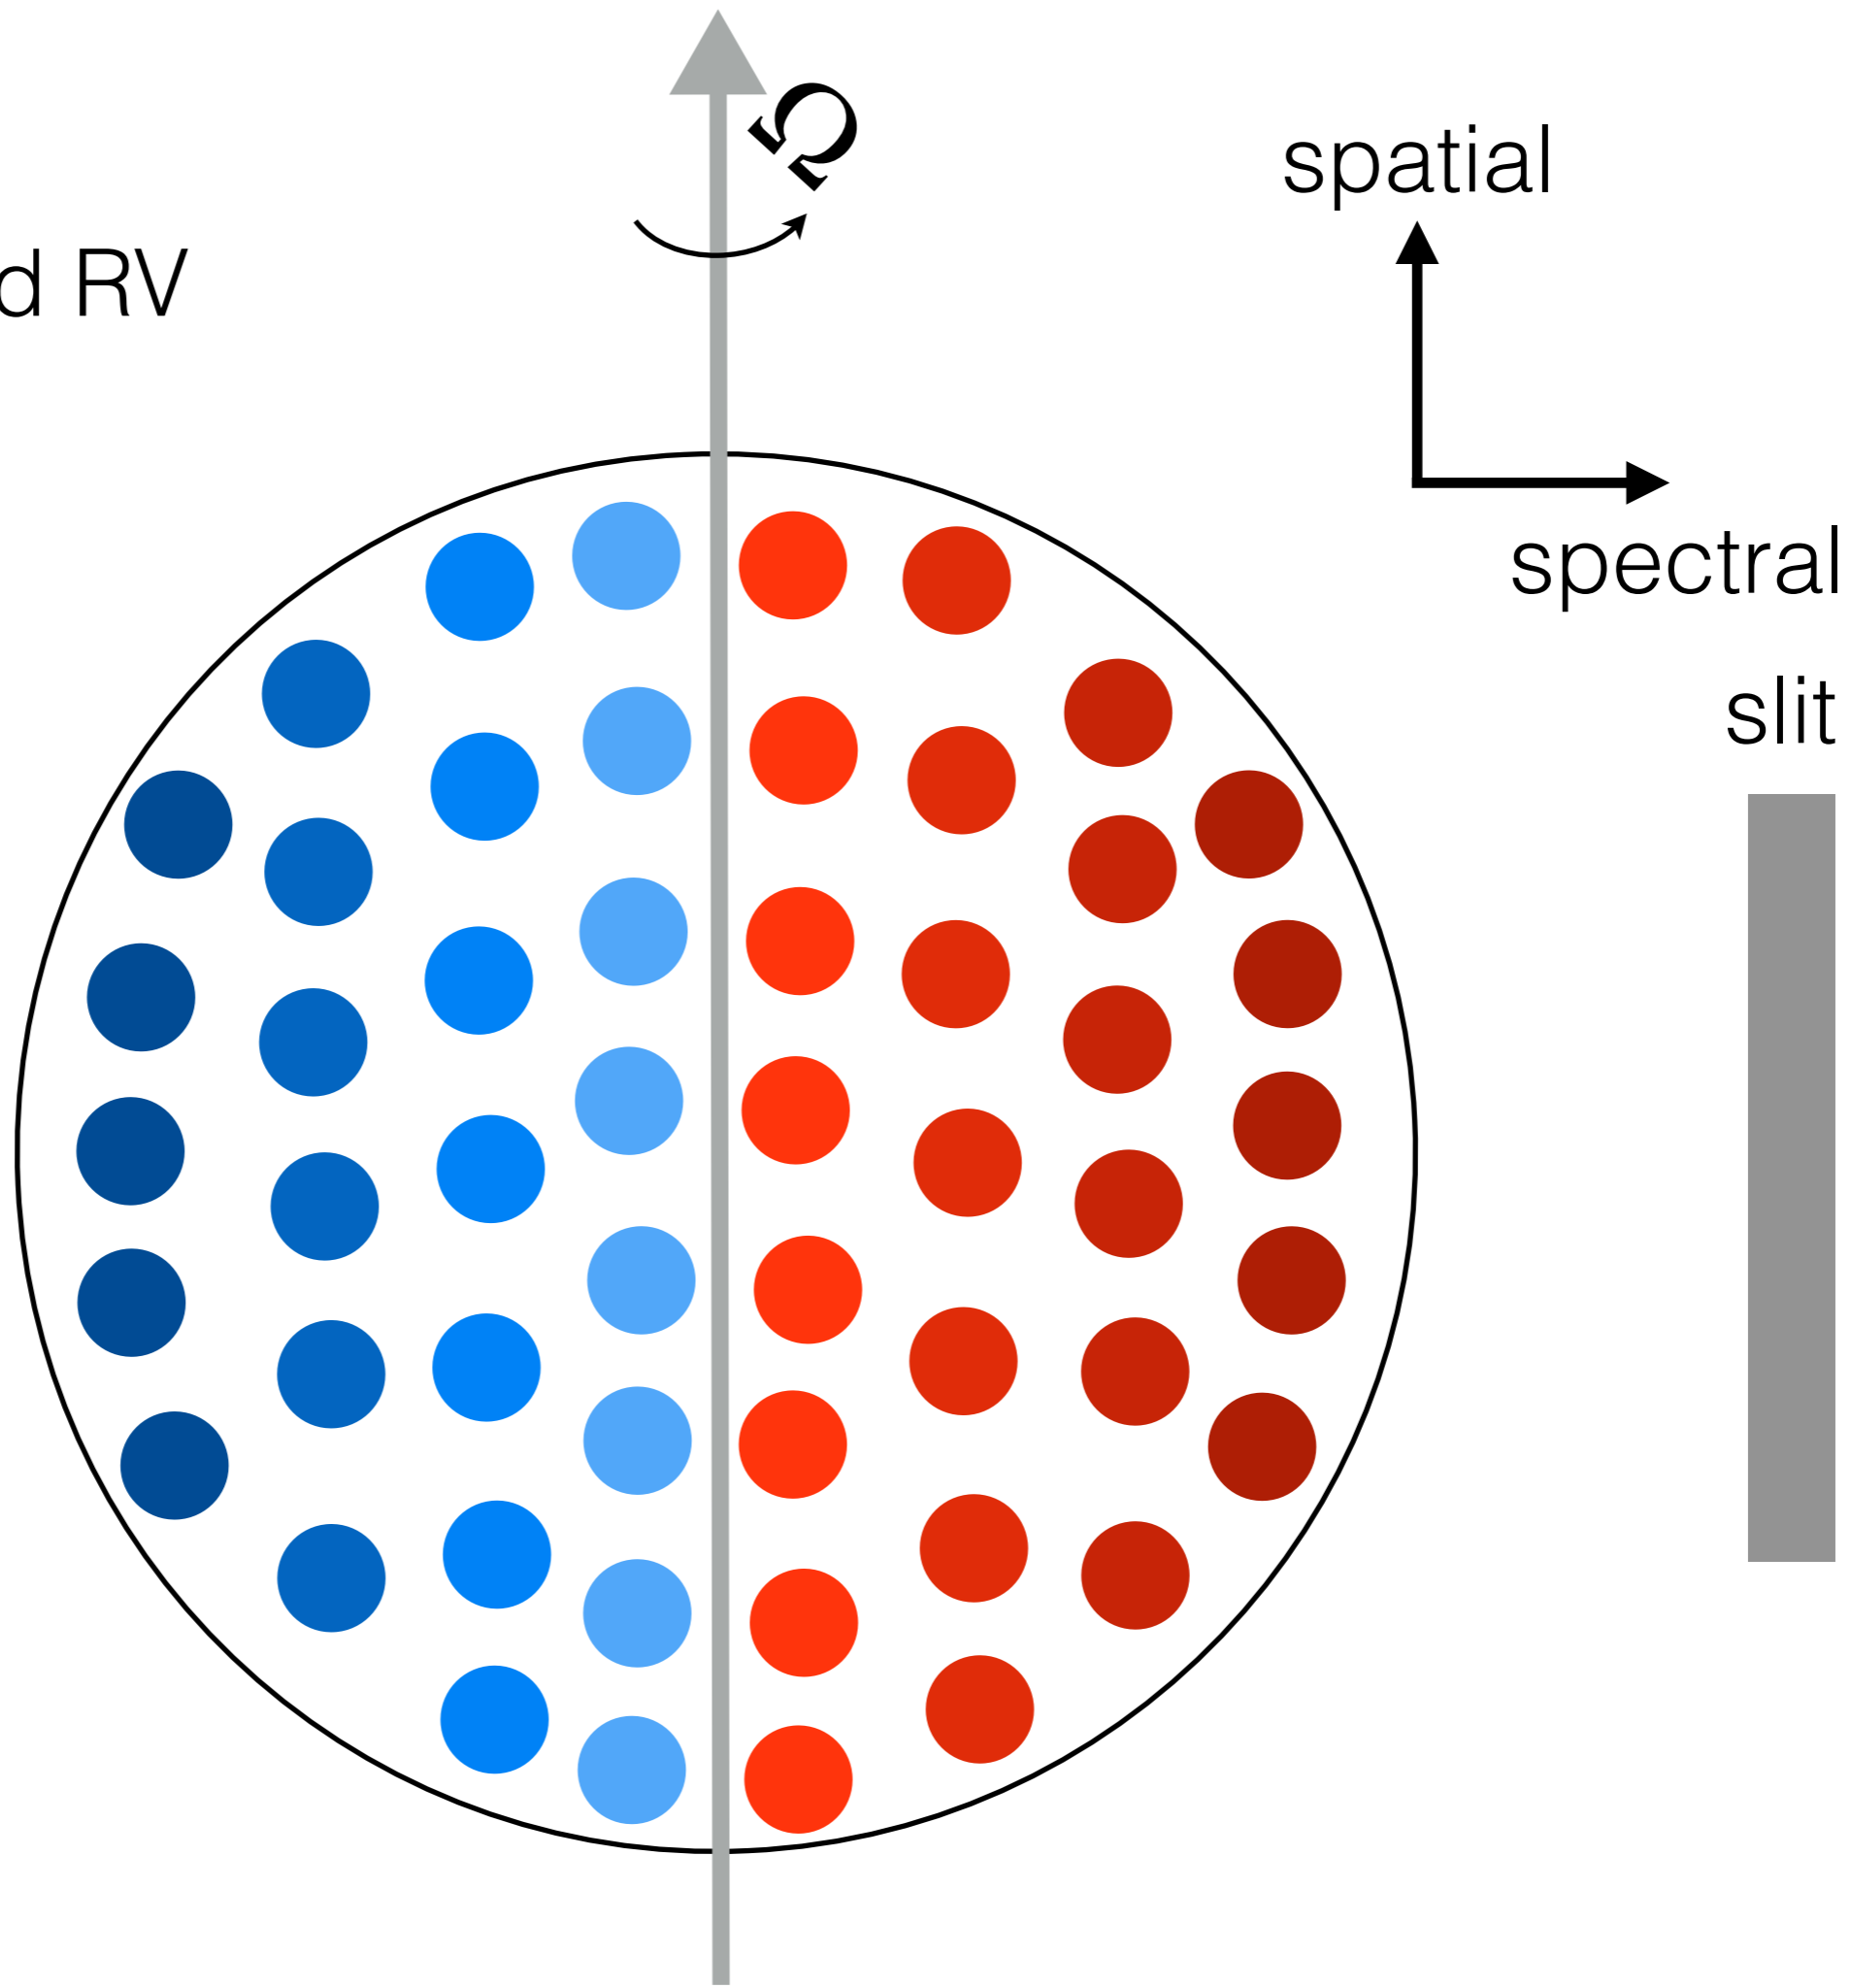 Ω
spatial
d RV
spectral
slit